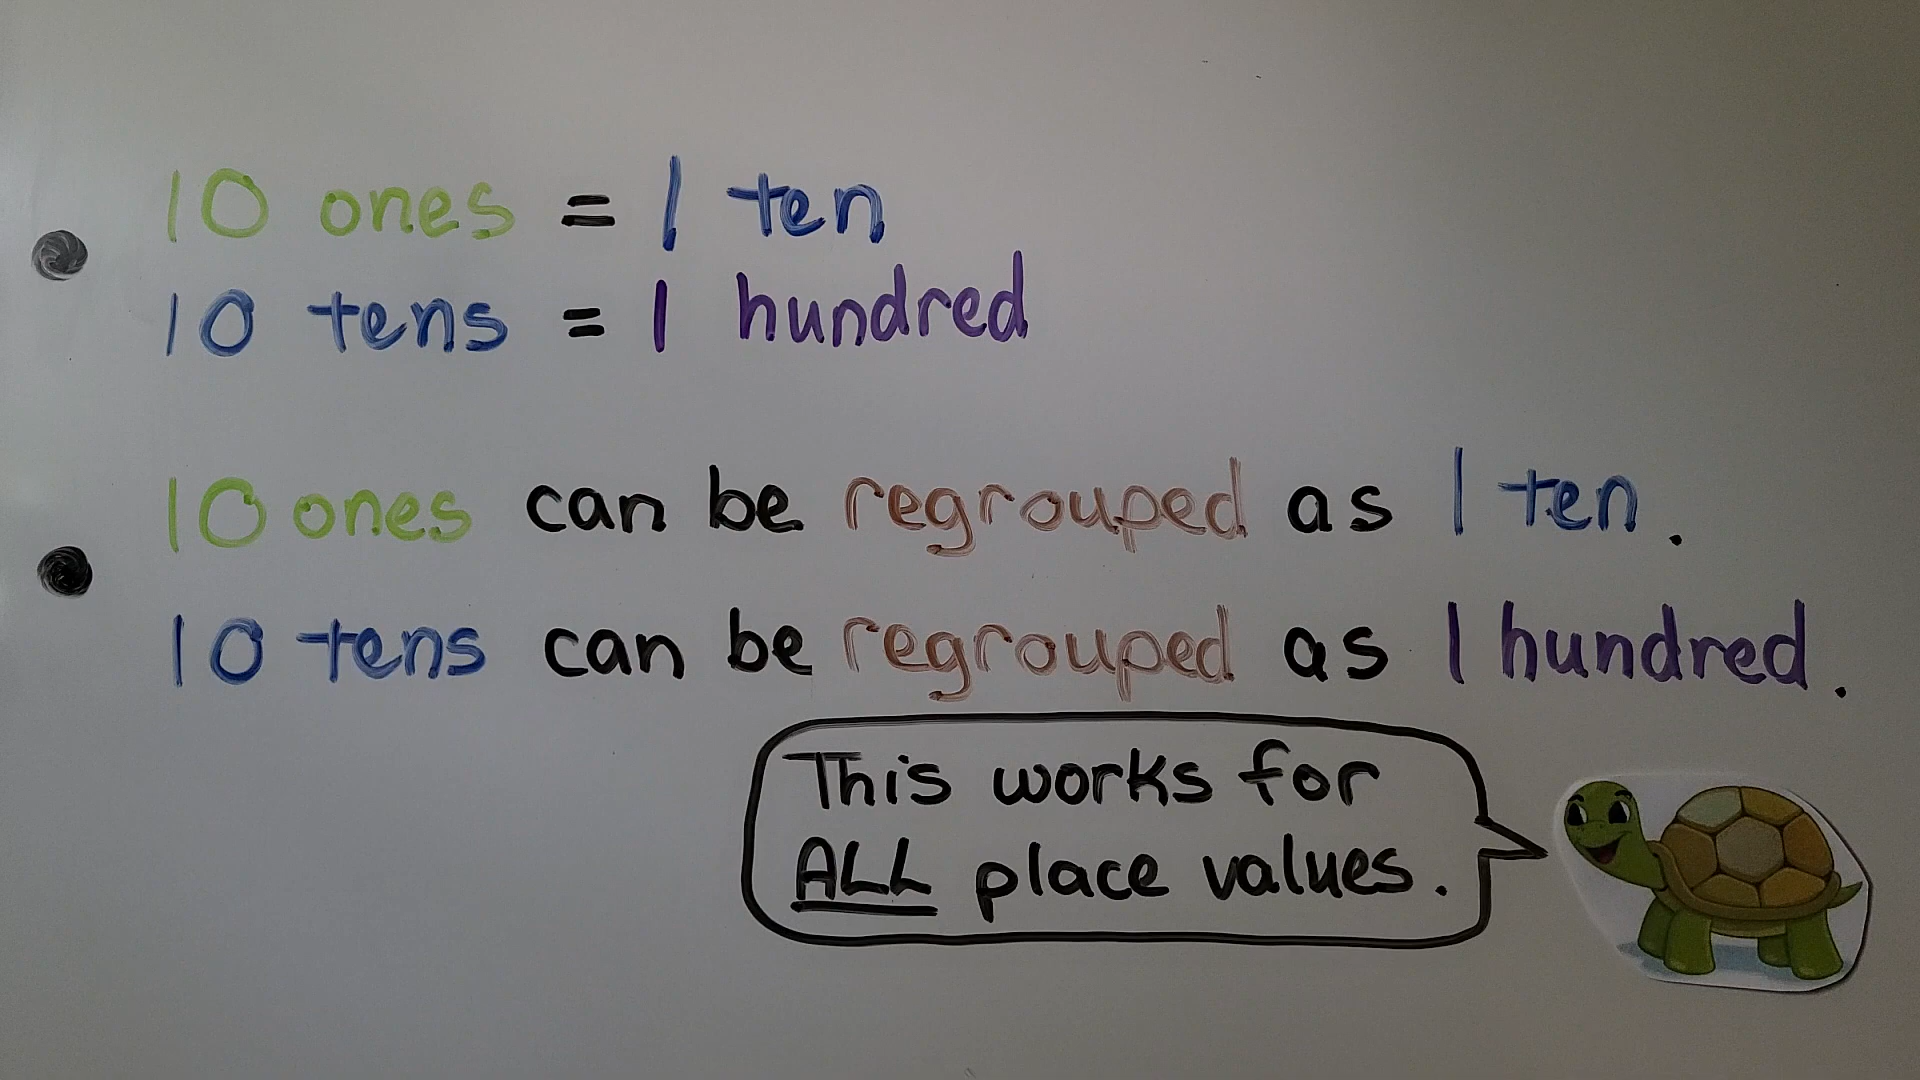 10 ones = 1 ten
10 tens = 1 hundred
10 ones can be regrouped as 1 ten.
10 tens can be regrouped as 1 hundred.
This works for
ALL place values.